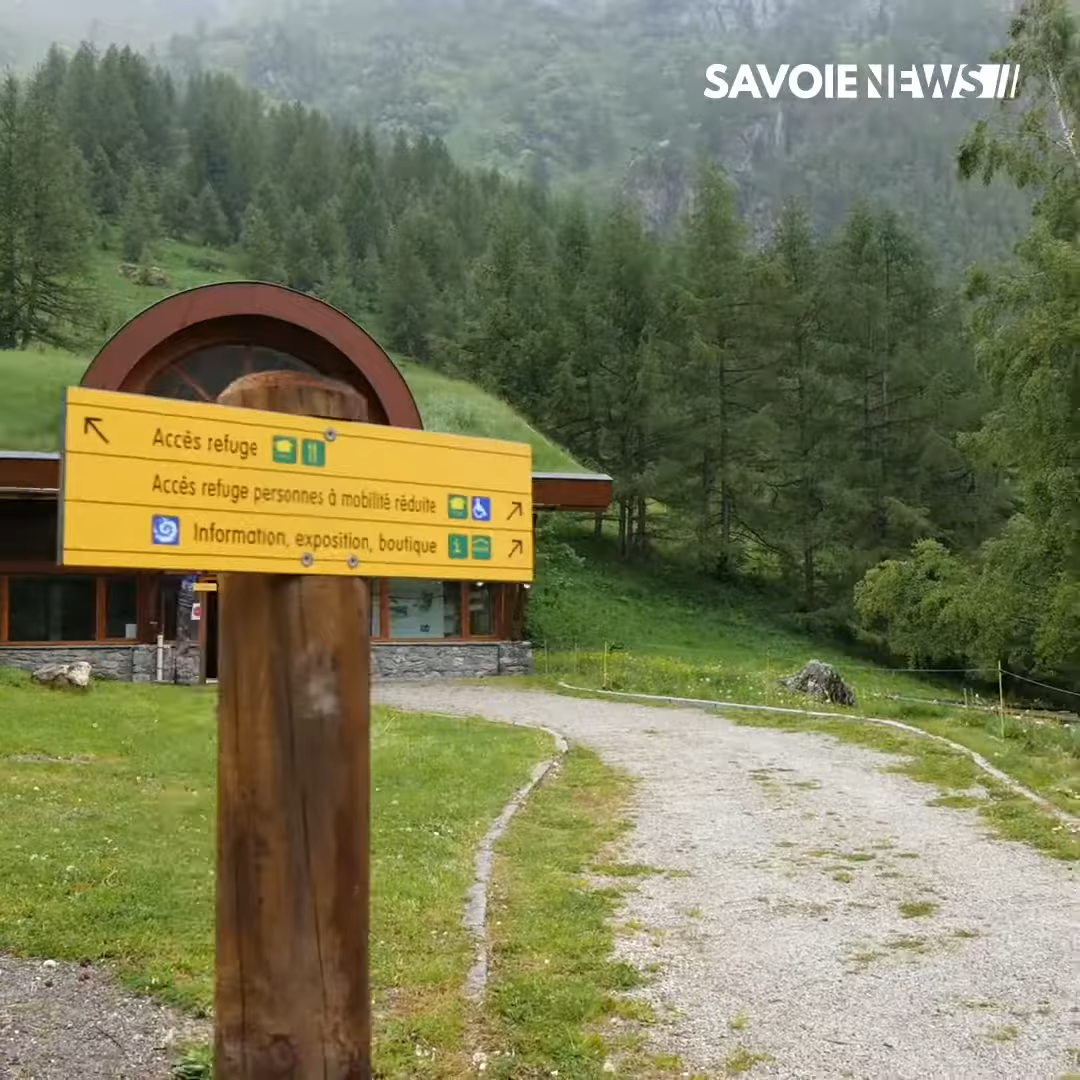 SAVOIE NEWS
Accès refuge
Accès refuge personnes à mobilité réduite
Information, exposition, boutique